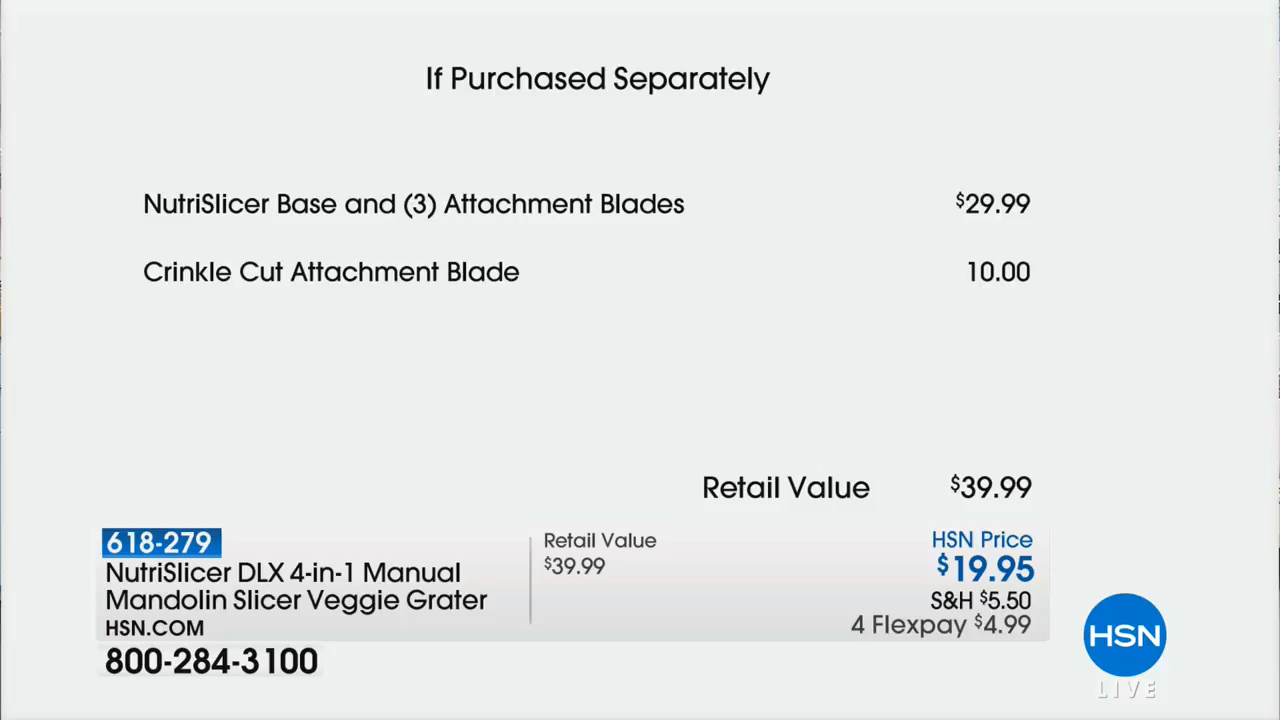 If Purchased Separately
NutriSlicer Base and (3) Attachment Blades $29.99
Crinkle Cut Attachment Blade 10.00
Retail Value $39.99
618-279
NutriSlicer DLX 4-in-1 Manual
Mandolin Slicer Veggie Grater
HSN.COM
800-284-3100
Retail Value
$39.99
HSN Price
$19.95
S&H $5.50
4 Flexpay $4.99
HSN
LIVE